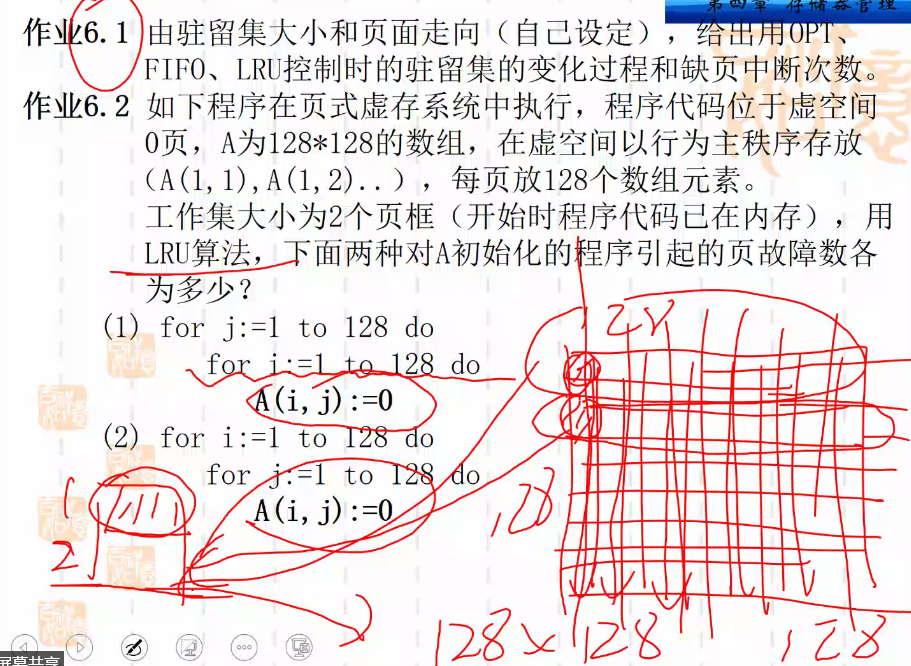 第四章 存储器管理
作业6.1 由驻留集大小和页面走向（自己设定），给出用OPT、
FIFO、LRU控制时的驻留集的变化过程和缺页中断次数。
作业6.2 如下程序在页式虚存系统中执行，程序代码位于虚空间
0页，A为128*128的数组，在虚空间以行为主秩序存放
（A(1,1),A(1,2)..），每页放128个数组元素。
工作集大小为2个页框（开始时程序代码已在内存），用
LRU算法，下面两种对A初始化的程序引起的页故障数各
为多少？
(1) for j:=1 to 128 do
for i:=1 to 128 do
A(i,j):=0
(2) for i:=1 to 128 do
for j:=1 to 128 do
A(i,j):=0
128
1
2
128
128×128
128
屏幕共享